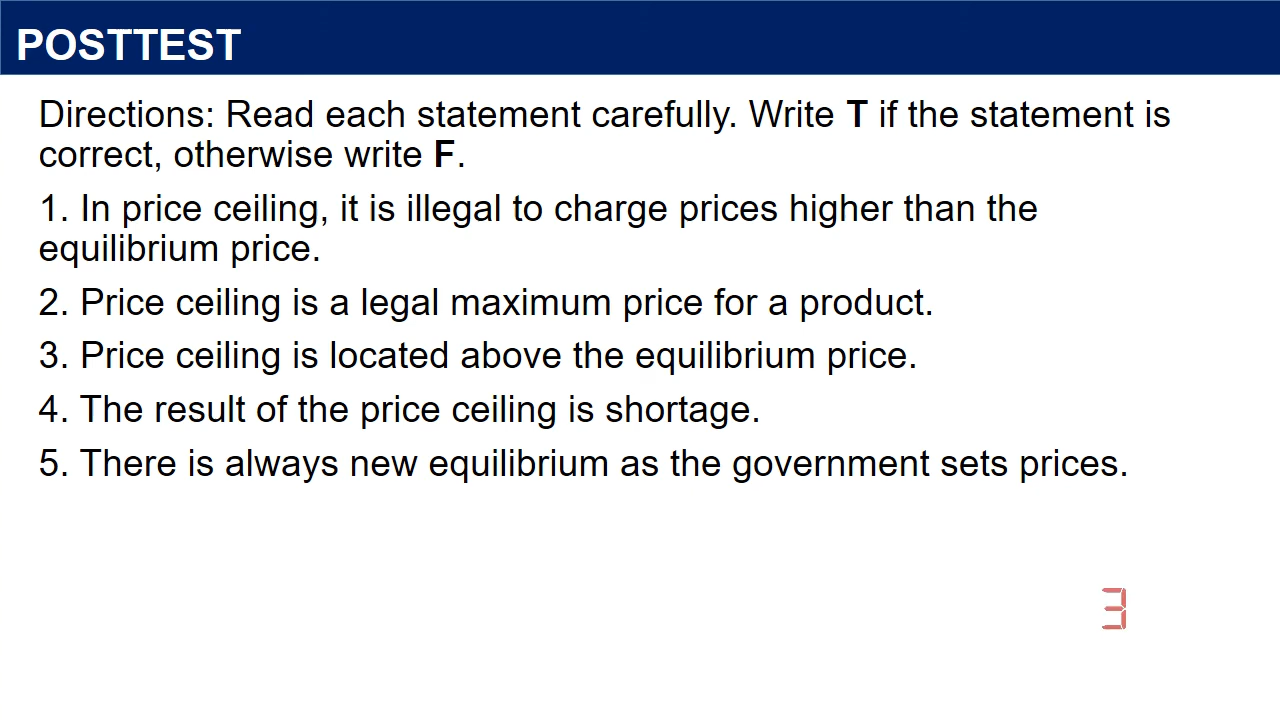 POSTTEST
Directions: Read each statement carefully. Write T if the statement is
correct, otherwise write F.
1. In price ceiling, it is illegal to charge prices higher than the
equilibrium price.
2. Price ceiling is a legal maximum price for a product.
3. Price ceiling is located above the equilibrium price.
4. The result of the price ceiling is shortage.
5. There is always new equilibrium as the government sets prices.
3